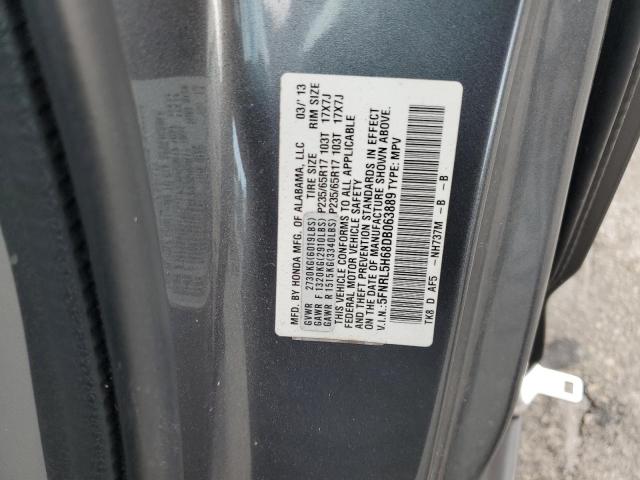 MFG. BY HONDA MFG. OF ALABAMA, LLC 03/'13
TIRE SIZE RIM SIZE
GVWR 2730KG(6019LBS)
GAWR F 1320KG(2910LBS) P235/65R17 103T 17X7J
GAWR R 1515KG(3340LBS) P235/65R17 103T 17X7J
THIS VEHICLE CONFORMS TO ALL APPLICABLE
FEDERAL MOTOR VEHICLE SAFETY
AND THEFT PREVENTION STANDARDS IN EFFECT
ON THE DATE OF MANUFACTURE SHOWN ABOVE.
V.I.N.:5FNRL5H68DB063889 TYPE: MPV
TK8 D AF5 -NH737M -B -B